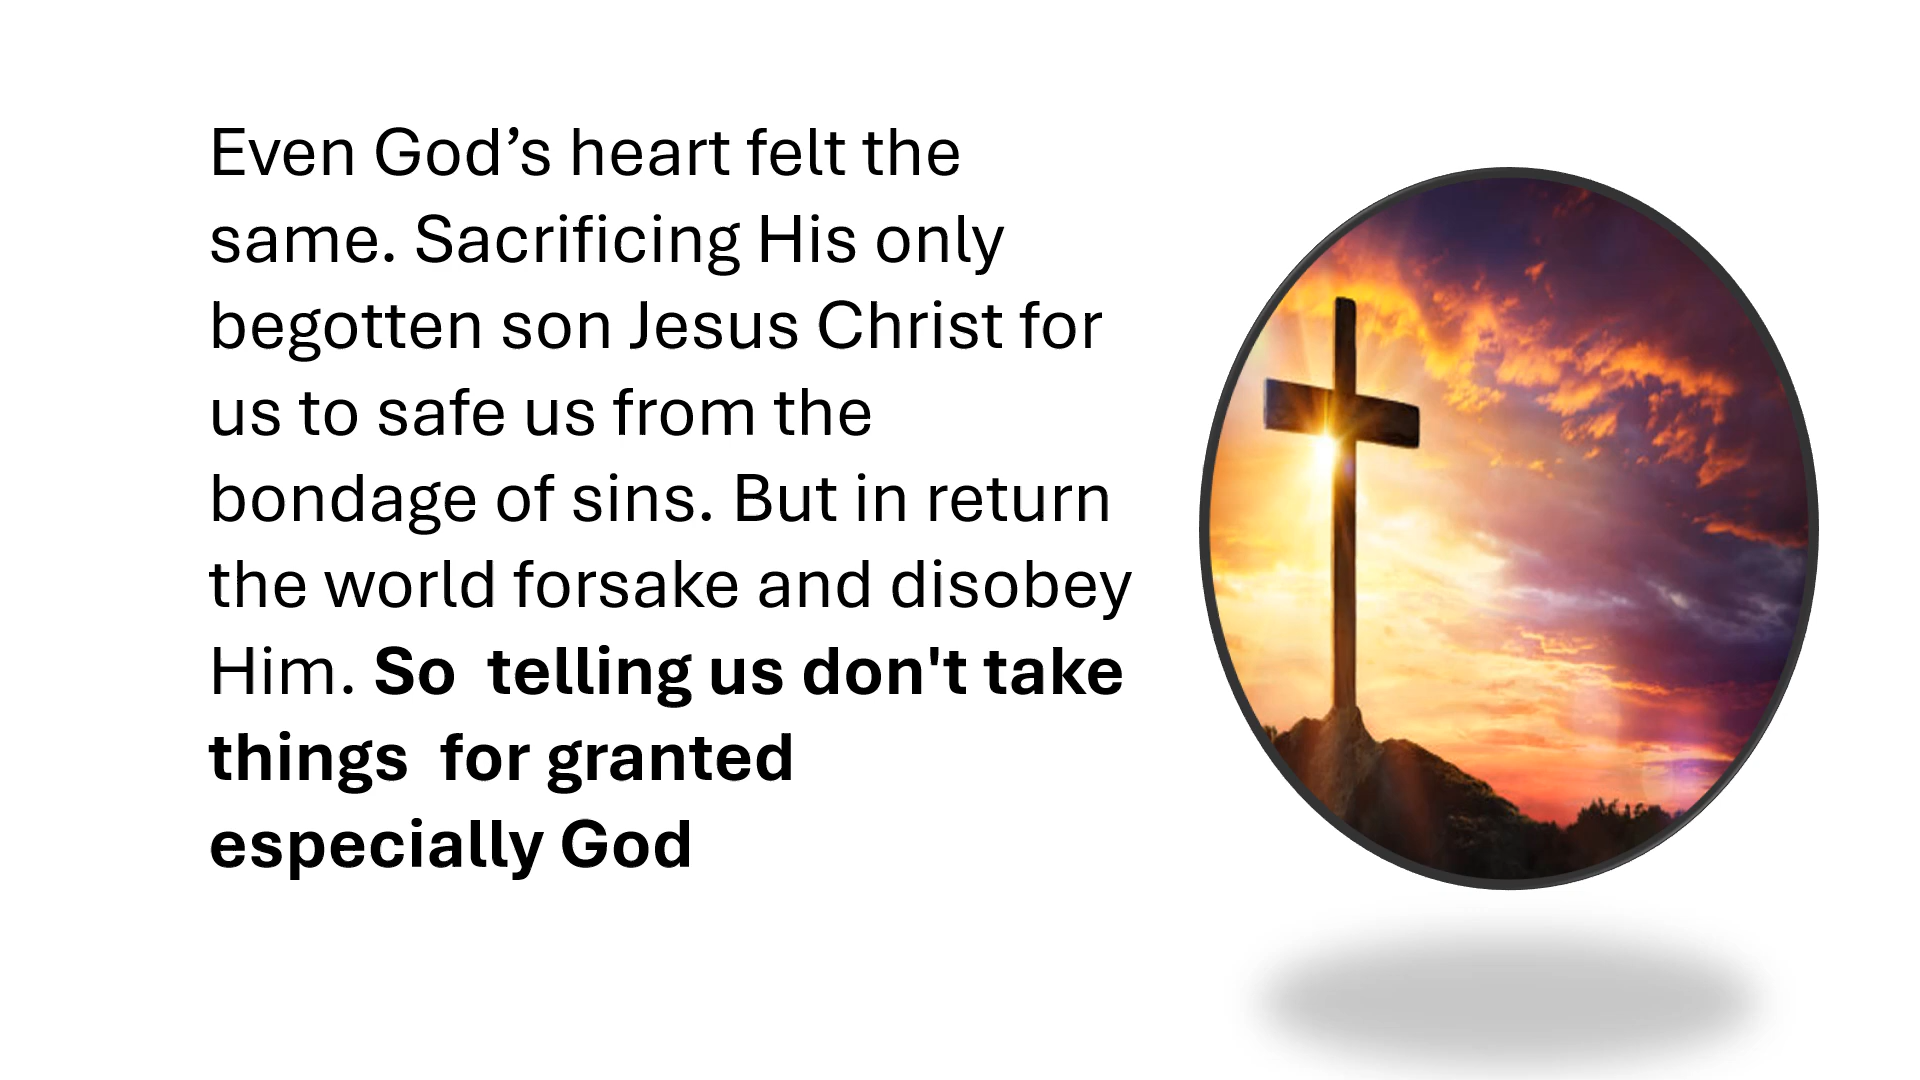 Even God’s heart felt the
same. Sacrificing His only
begotten son Jesus Christ for
us to safe us from the
bondage of sins. But in return
the world forsake and disobey
Him. So  telling us don't take
things  for granted
especially God